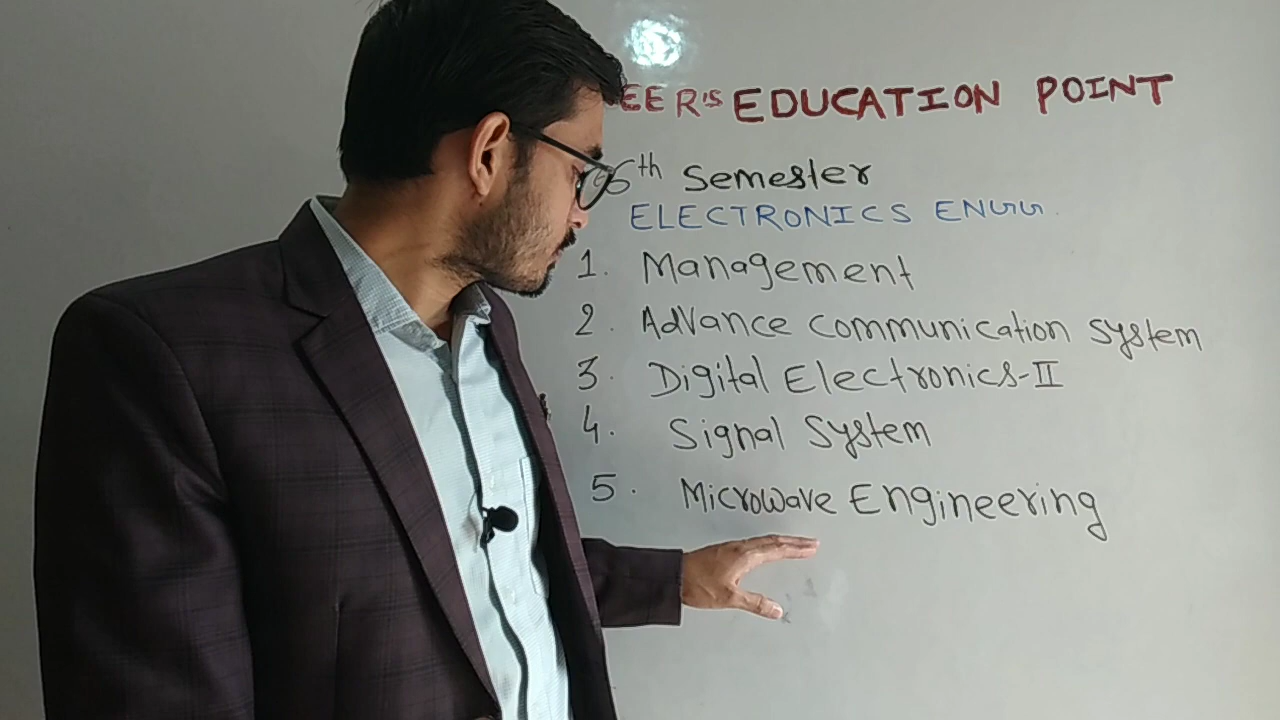 EER'S EDUCATION POINT
6th Semester
ELECTRONICS ENGG.
1. Management
2. Advance communication system
3. Digital Electronics-II
4. Signal System
5. Microwave Engineering